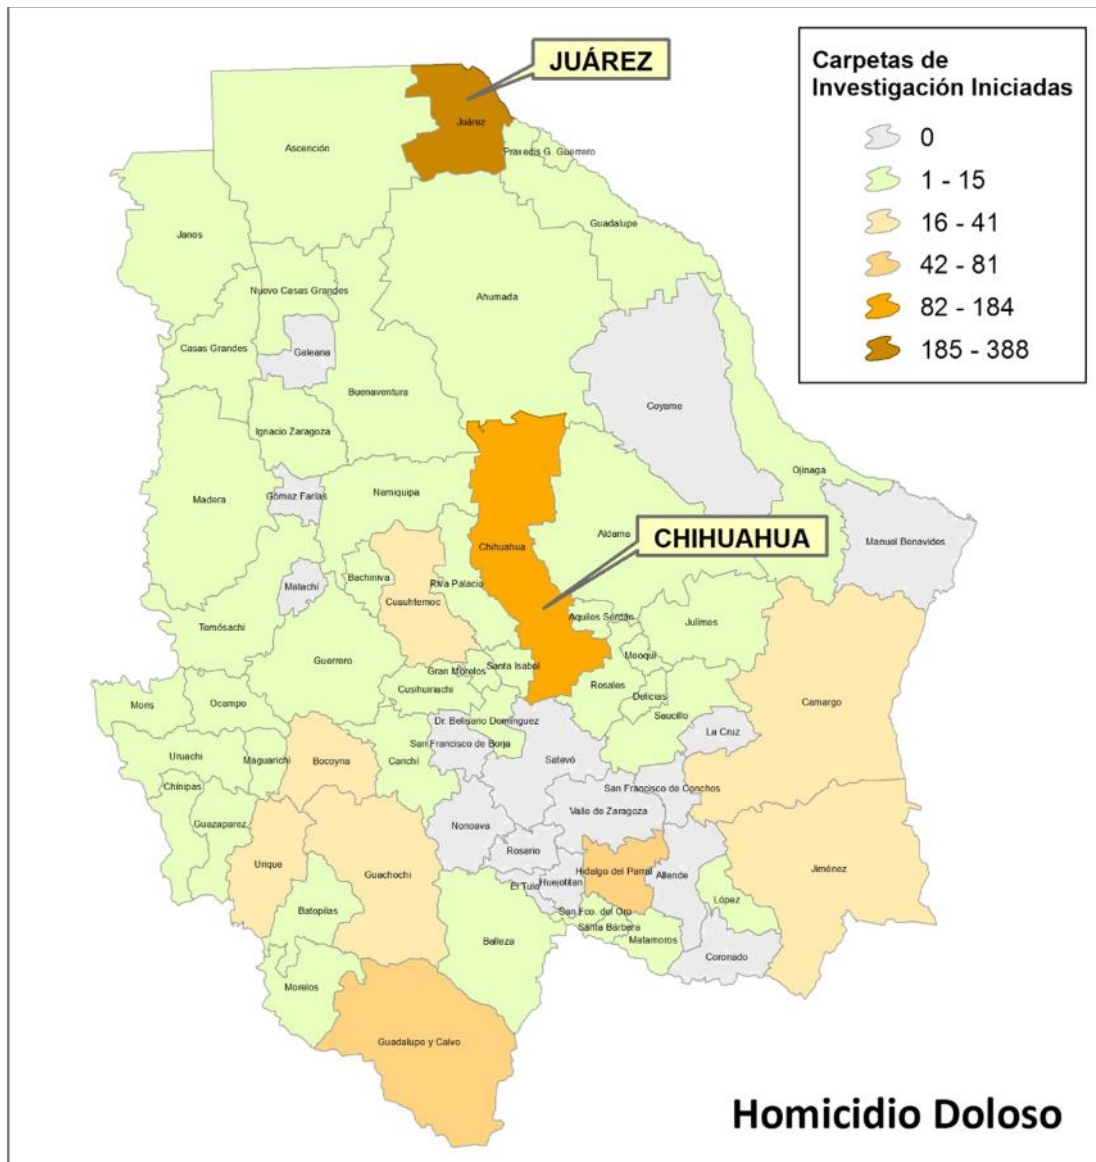 JUÁREZ
Carpetas de
Investigación Iniciadas
0
1 - 15
16 - 41
42 - 81
82 - 184
185 - 388
Juárez
Ascención
Praxedis G. Guerrero
Guadalupe
Janos
Nuevo Casas Grandes
Ahumada
Casas Grandes
Galeana
Buenaventura
Coyame
Ignacio Zaragoza
Ojinaga
Madera
Gómez Farías
Namiquipa
Aldama
CHIHUAHUA
Chihuahua
Manuel Benavides
Bachiniva
Riva Palacio
Matachí
Cuauhtemoc
Aquiles Serdán
Julimes
Tomósachi
Guerrero
Meoqui
Gran Morelos
Santa Isabel
Rosales
Cusihuiriachi
Delicias
Moris
Ocampo
Camargo
Saucillo
Dr. Belisario Domínguez
La Cruz
San Francisco de Borja
Uruachi
Maguarichi
Bocoyna
Carichí
Satevó
Chínipas
San Francisco de Conchos
Guazaparez
Valle de Zaragoza
Nonoava
Rosario
Urique
Guachochi
Hidalgo del Parral
Allende
Jiménez
El Tule
Huejotitan
López
Batopilas
San Fco. del Oro
Santa Bárbara
Balleza
Matamoros
Coronado
Morelos
Guadalupe y Calvo
Homicidio Doloso